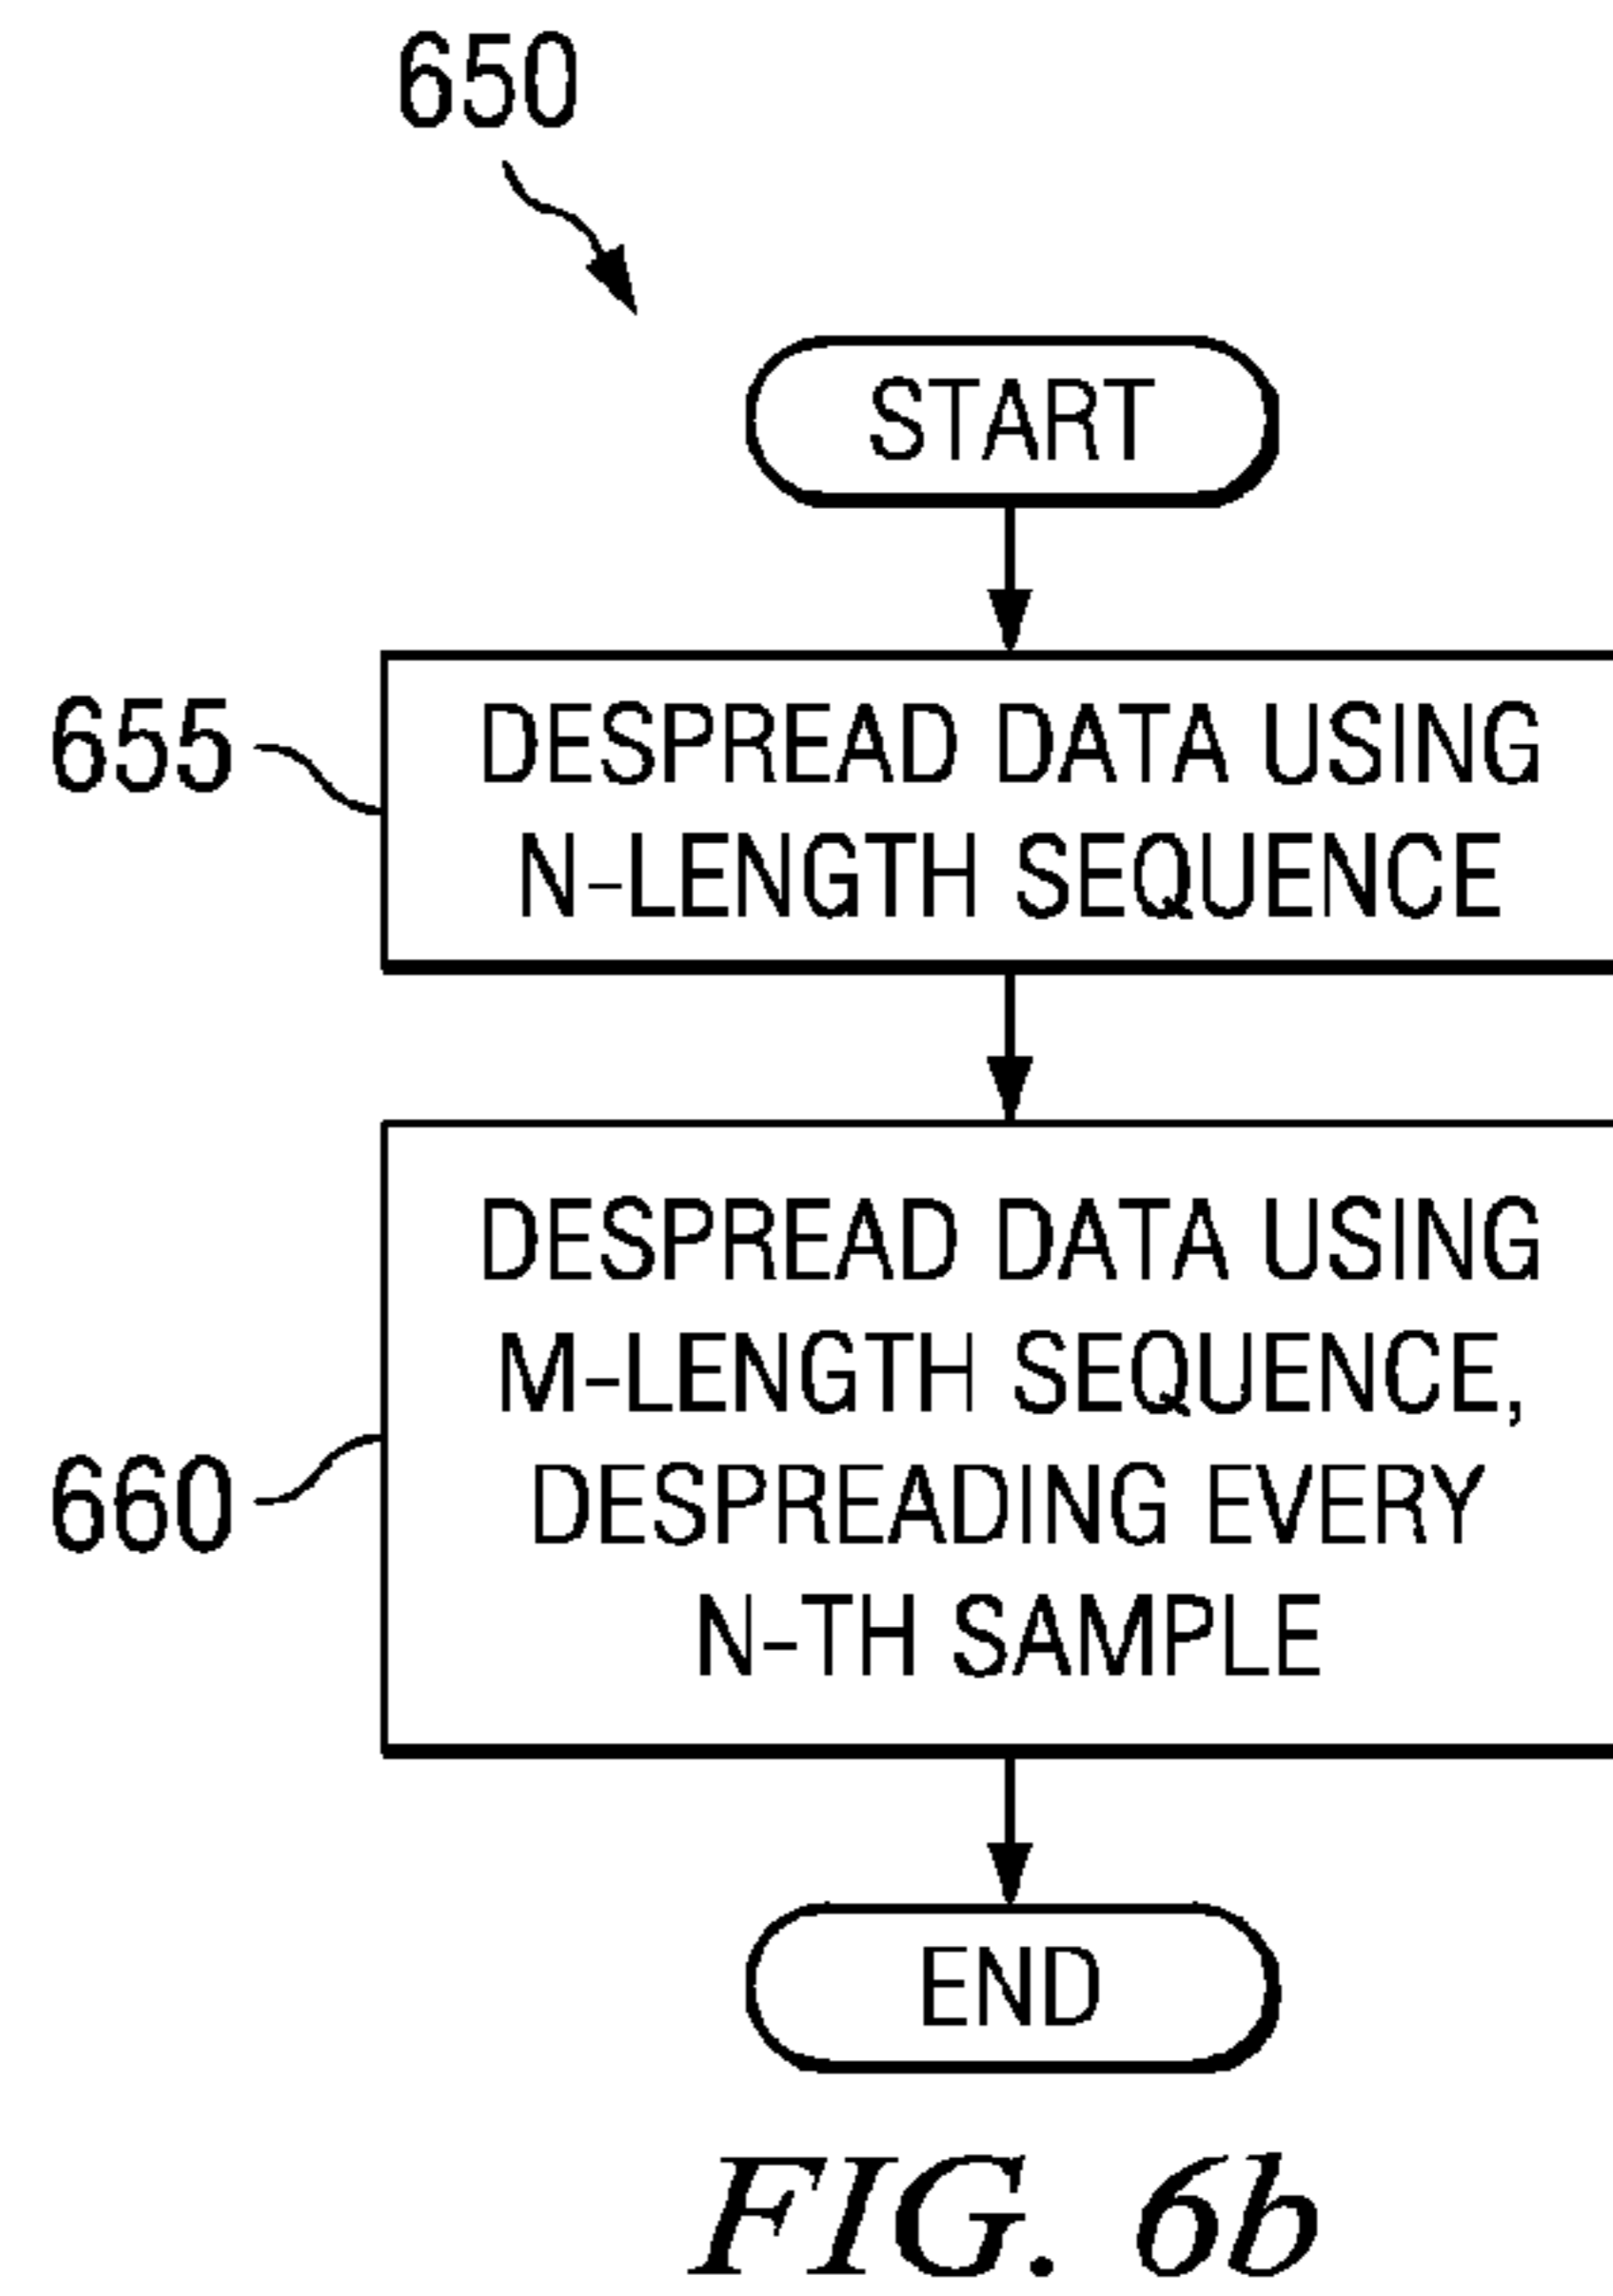 650
START
655
DESPREAD DATA USING
N-LENGTH SEQUENCE
660
DESPREAD DATA USING
M-LENGTH SEQUENCE,
DESPREADING EVERY
N-TH SAMPLE
END
FIG. 6b